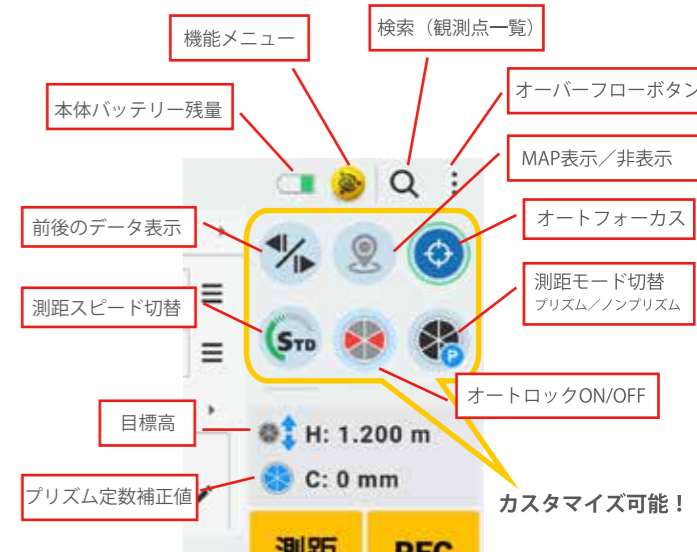 検索（観測点一覧）
機能メニュー
オーバーフローボタン
本体バッテリー残量
MAP表示／非表示
前後のデータ表示
オートフォーカス
測距モード切替
プリズム／ノンプリズム
測距スピード切替
STD
P
オートロックON/OFF
目標高
H: 1.200 m
C: 0 mm
プリズム定数補正値
カスタマイズ可能！
測距
REC